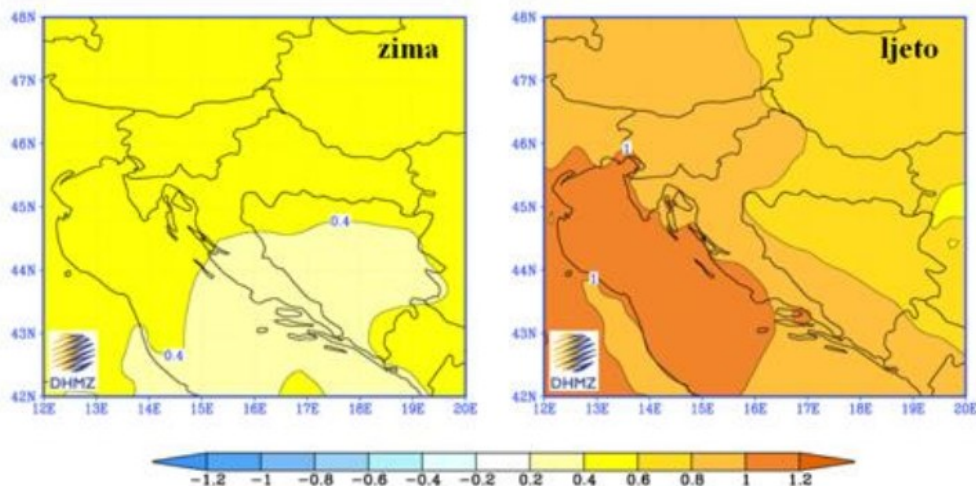 zima
48N
47N
46N
45N
44N
43N
42N
0.4
0.4
DHMZ
12E 13E 14E 15E 16E 17E 18E 19E 20E
ljeto
48N
47N
46N
45N
44N
43N
42N
1
1
DHMZ
12E 13E 14E 15E 16E 17E 18E 19E 20E
-1.2 -1 -0.8 -0.6 -0.4 -0.2 0 0.2 0.4 0.6 0.8 1 1.2